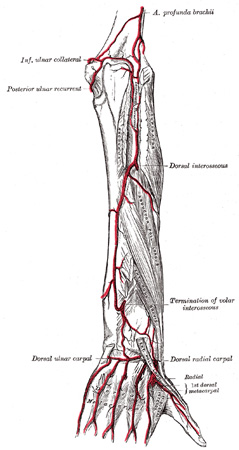 A. profunda brachii
Inf. ulnar collateral
Posterior ulnar recurrent
Dorsal interosseous
Termination of volar
interosseous
Dorsal ulnar carpal
Dorsal radial carpal
Radial
1st dorsal
metacarpal